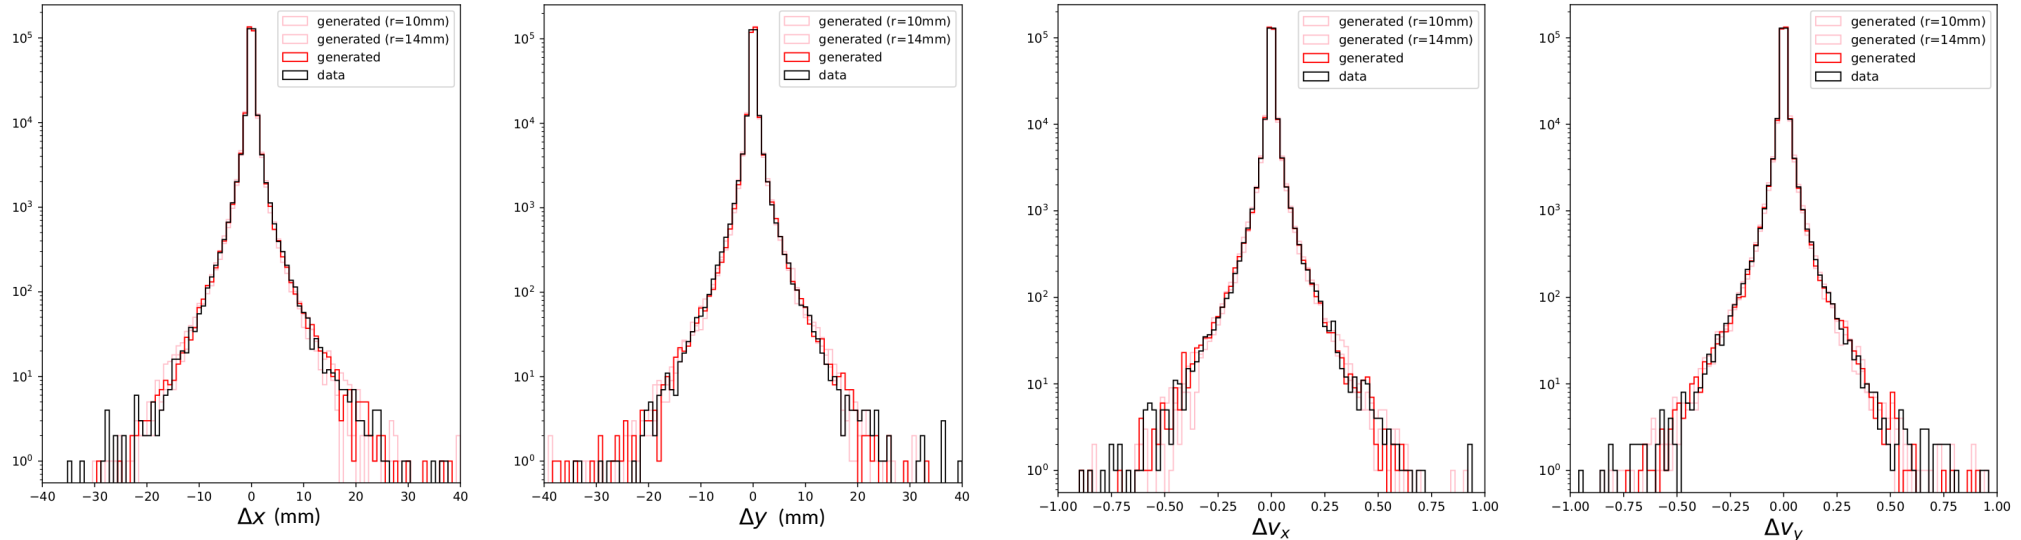 generated (r=10mm)
generated (r=14mm)
generated
data
10⁵
10⁴
10³
10²
10¹
10⁰
−40 −30 −20 −10 0 10 20 30 40
Δx (mm)
generated (r=10mm)
generated (r=14mm)
generated
data
10⁵
10⁴
10³
10²
10¹
10⁰
−40 −30 −20 −10 0 10 20 30 40
Δy (mm)
generated (r=10mm)
generated (r=14mm)
generated
data
10⁵
10⁴
10³
10²
10¹
10⁰
−1.00 −0.75 −0.50 −0.25 0.00 0.25 0.50 0.75 1.00
Δvₓ
generated (r=10mm)
generated (r=14mm)
generated
data
10⁵
10⁴
10³
10²
10¹
10⁰
−1.00 −0.75 −0.50 −0.25 0.00 0.25 0.50 0.75 1.00
Δv_y